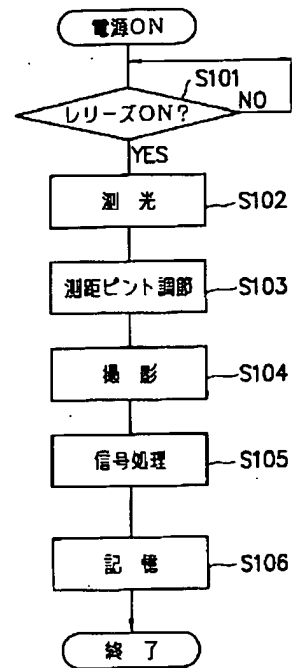 電源ON
S101
レリーズON?
NO
YES
測光
S102
測距ピント調節
S103
撮影
S104
信号処理
S105
記憶
S106
終了